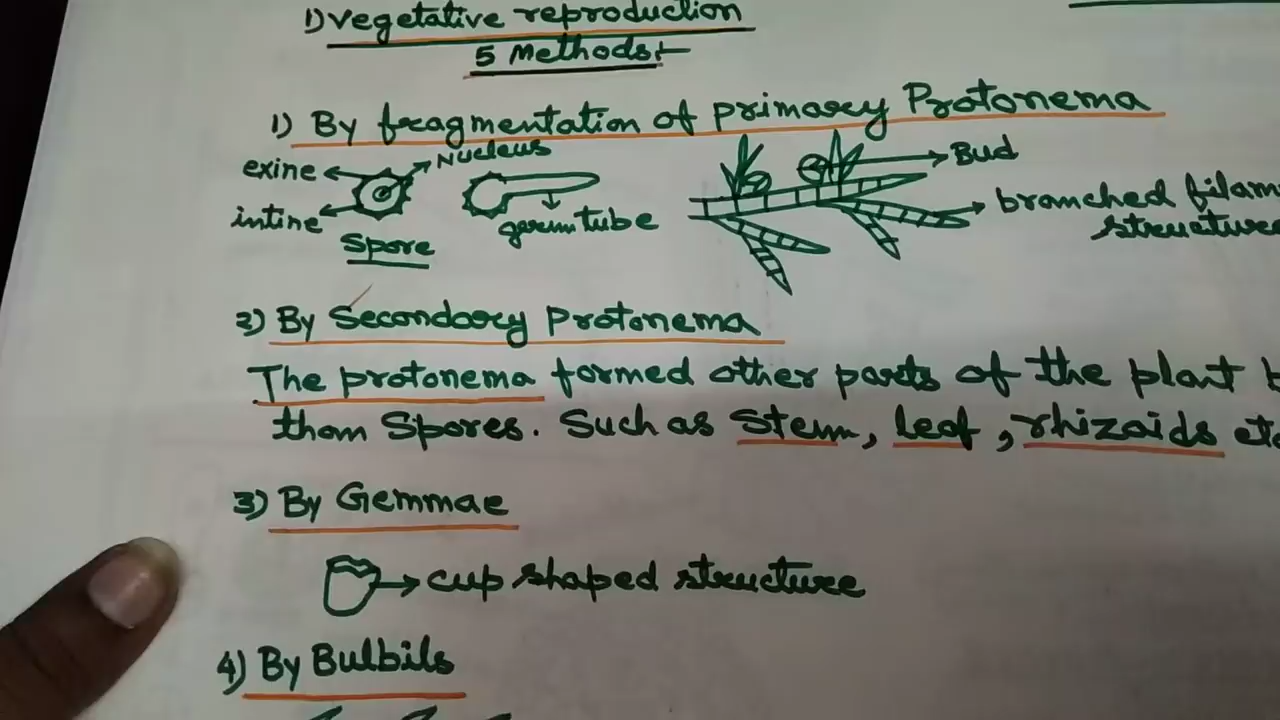 1) Vegetative reproduction
5 Methods:-
1) By fragmentation of primary Protonema
exine
Nucleus
intine
Spore
germ tube
Bud
branched
structure
2) By Secondary Protonema
The protonema formed other parts of the plant
than Spores. Such as Stem, leaf, rhizoids
3) By Gemmae
cup shaped structure
4) By Bulbils